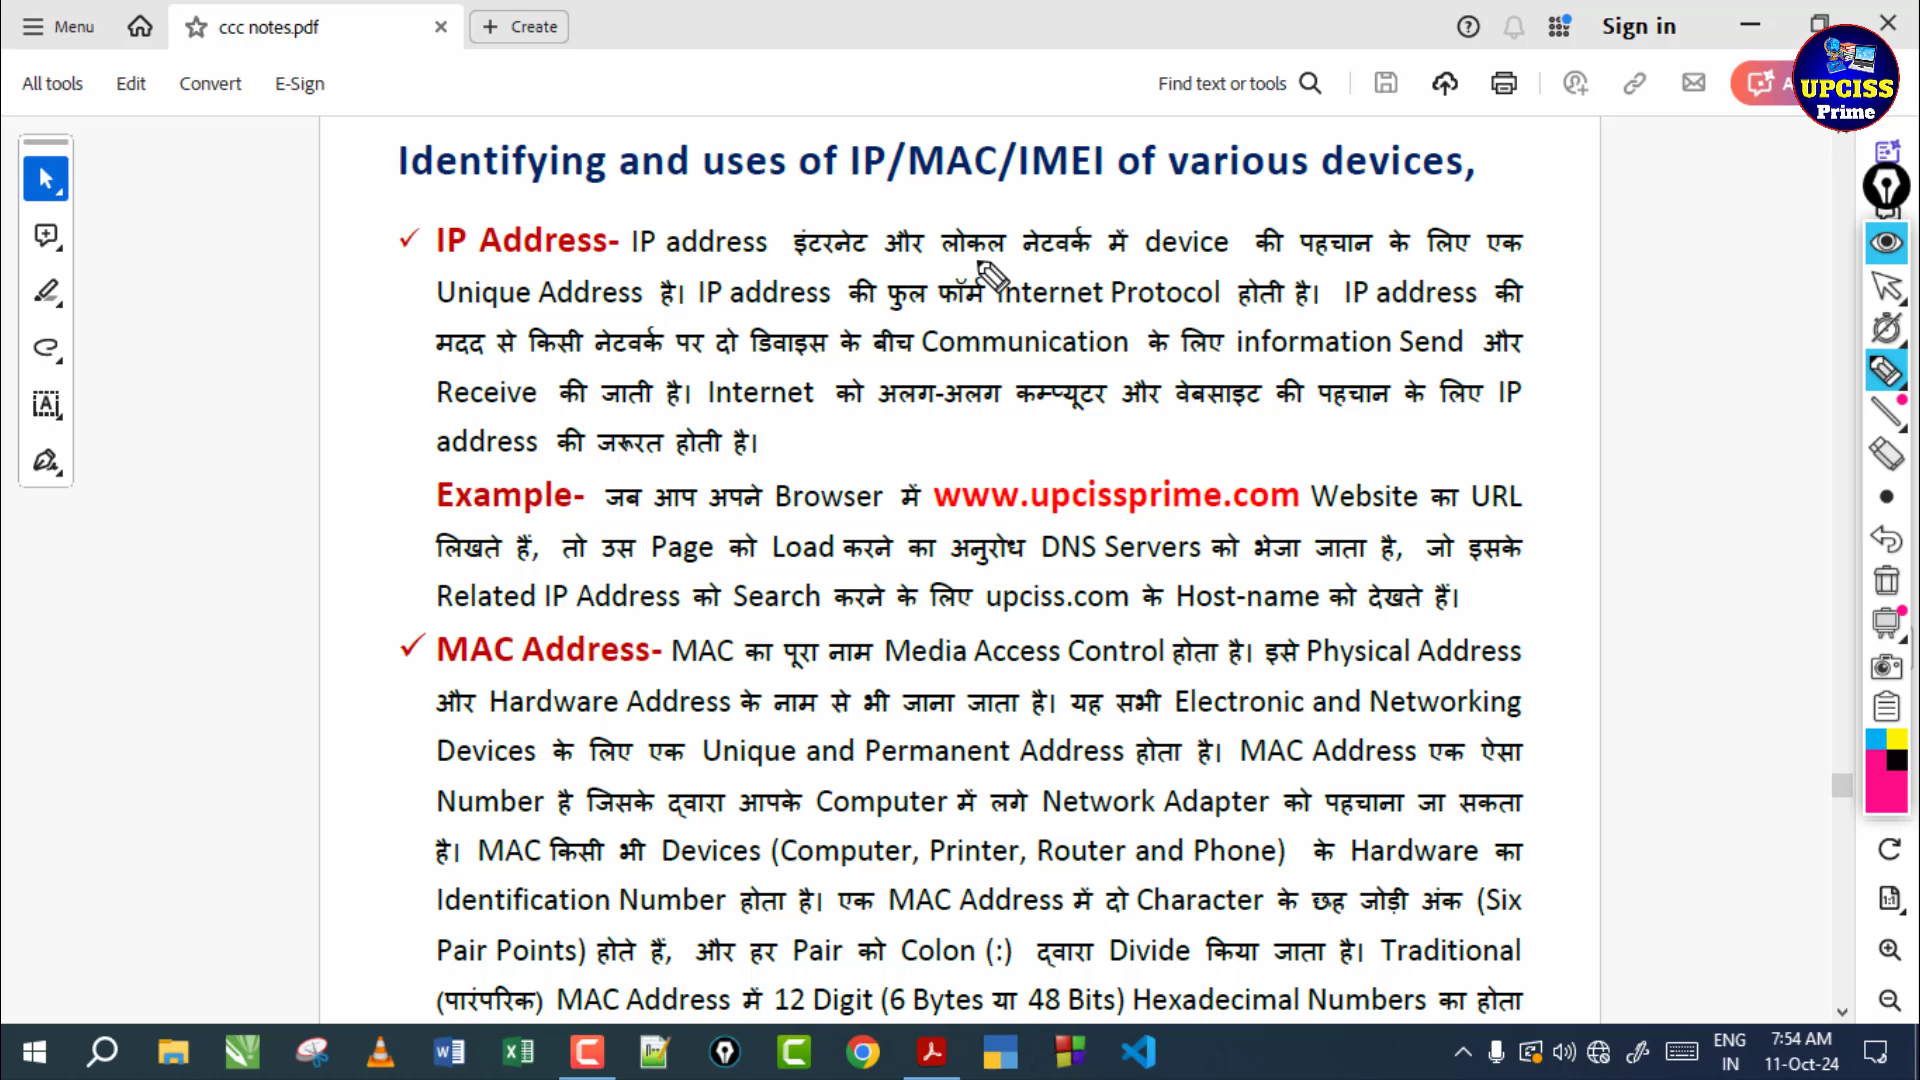 Menu
ccc notes.pdf
Create
Sign in
All tools
Edit
Convert
E-Sign
Find text or tools
UPCISS
Prime
Identifying and uses of IP/MAC/IMEI of various devices,
✓ IP Address- IP address इंटरनेट और लोकल नेटवर्क में device की पहचान के लिए एक
Unique Address है। IP address की फुल फॉर्म Internet Protocol होती है। IP address की
मदद से किसी नेटवर्क पर दो डिवाइस के बीच Communication के लिए information Send और
Receive की जाती है। Internet को अलग-अलग कम्प्यूटर और वेबसाइट की पहचान के लिए IP
address की जरूरत होती है।
Example- जब आप अपने Browser में www.upcissprime.com Website का URL
लिखते हैं, तो उस Page को Load करने का अनुरोध DNS Servers को भेजा जाता है, जो इसके
Related IP Address को Search करने के लिए upciss.com के Host-name को देखते हैं।
✓ MAC Address- MAC का पूरा नाम Media Access Control होता है। इसे Physical Address
और Hardware Address के नाम से भी जाना जाता है। यह सभी Electronic and Networking
Devices के लिए एक Unique and Permanent Address होता है। MAC Address एक ऐसा
Number है जिसके द्वारा आपके Computer में लगे Network Adapter को पहचाना जा सकता
है। MAC किसी भी Devices (Computer, Printer, Router and Phone) के Hardware का
Identification Number होता है। एक MAC Address में दो Character के छह जोड़ी अंक (Six
Pair Points) होते हैं, और हर Pair को Colon (:) द्वारा Divide किया जाता है। Traditional
(पारंपरिक) MAC Address में 12 Digit (6 Bytes या 48 Bits) Hexadecimal Numbers का होता
ENG
IN
7:54 AM
11-Oct-24